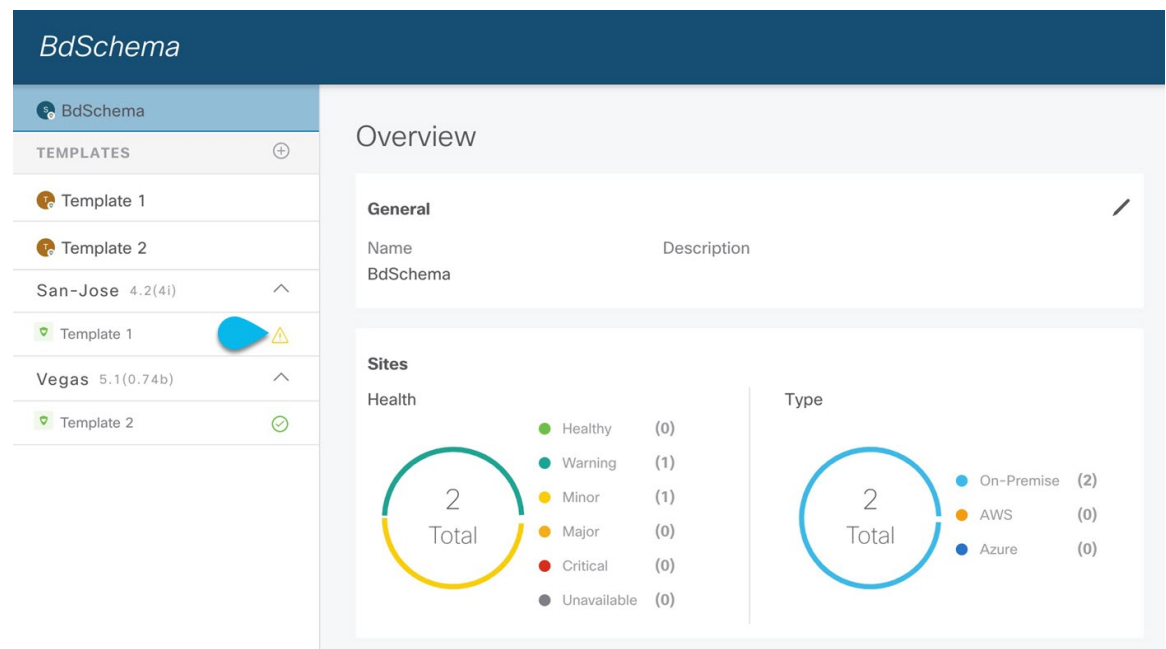 BdSchema
BdSchema
TEMPLATES
Template 1
Template 2
San-Jose 4.2(4i)
Template 1
Vegas 5.1(0.74b)
Template 2
Overview
General
Name Description
BdSchema
Sites
Health
2
Total
Healthy (0)
Warning (1)
Minor (1)
Major (0)
Critical (0)
Unavailable (0)
Type
2
Total
On-Premise (2)
AWS (0)
Azure (0)